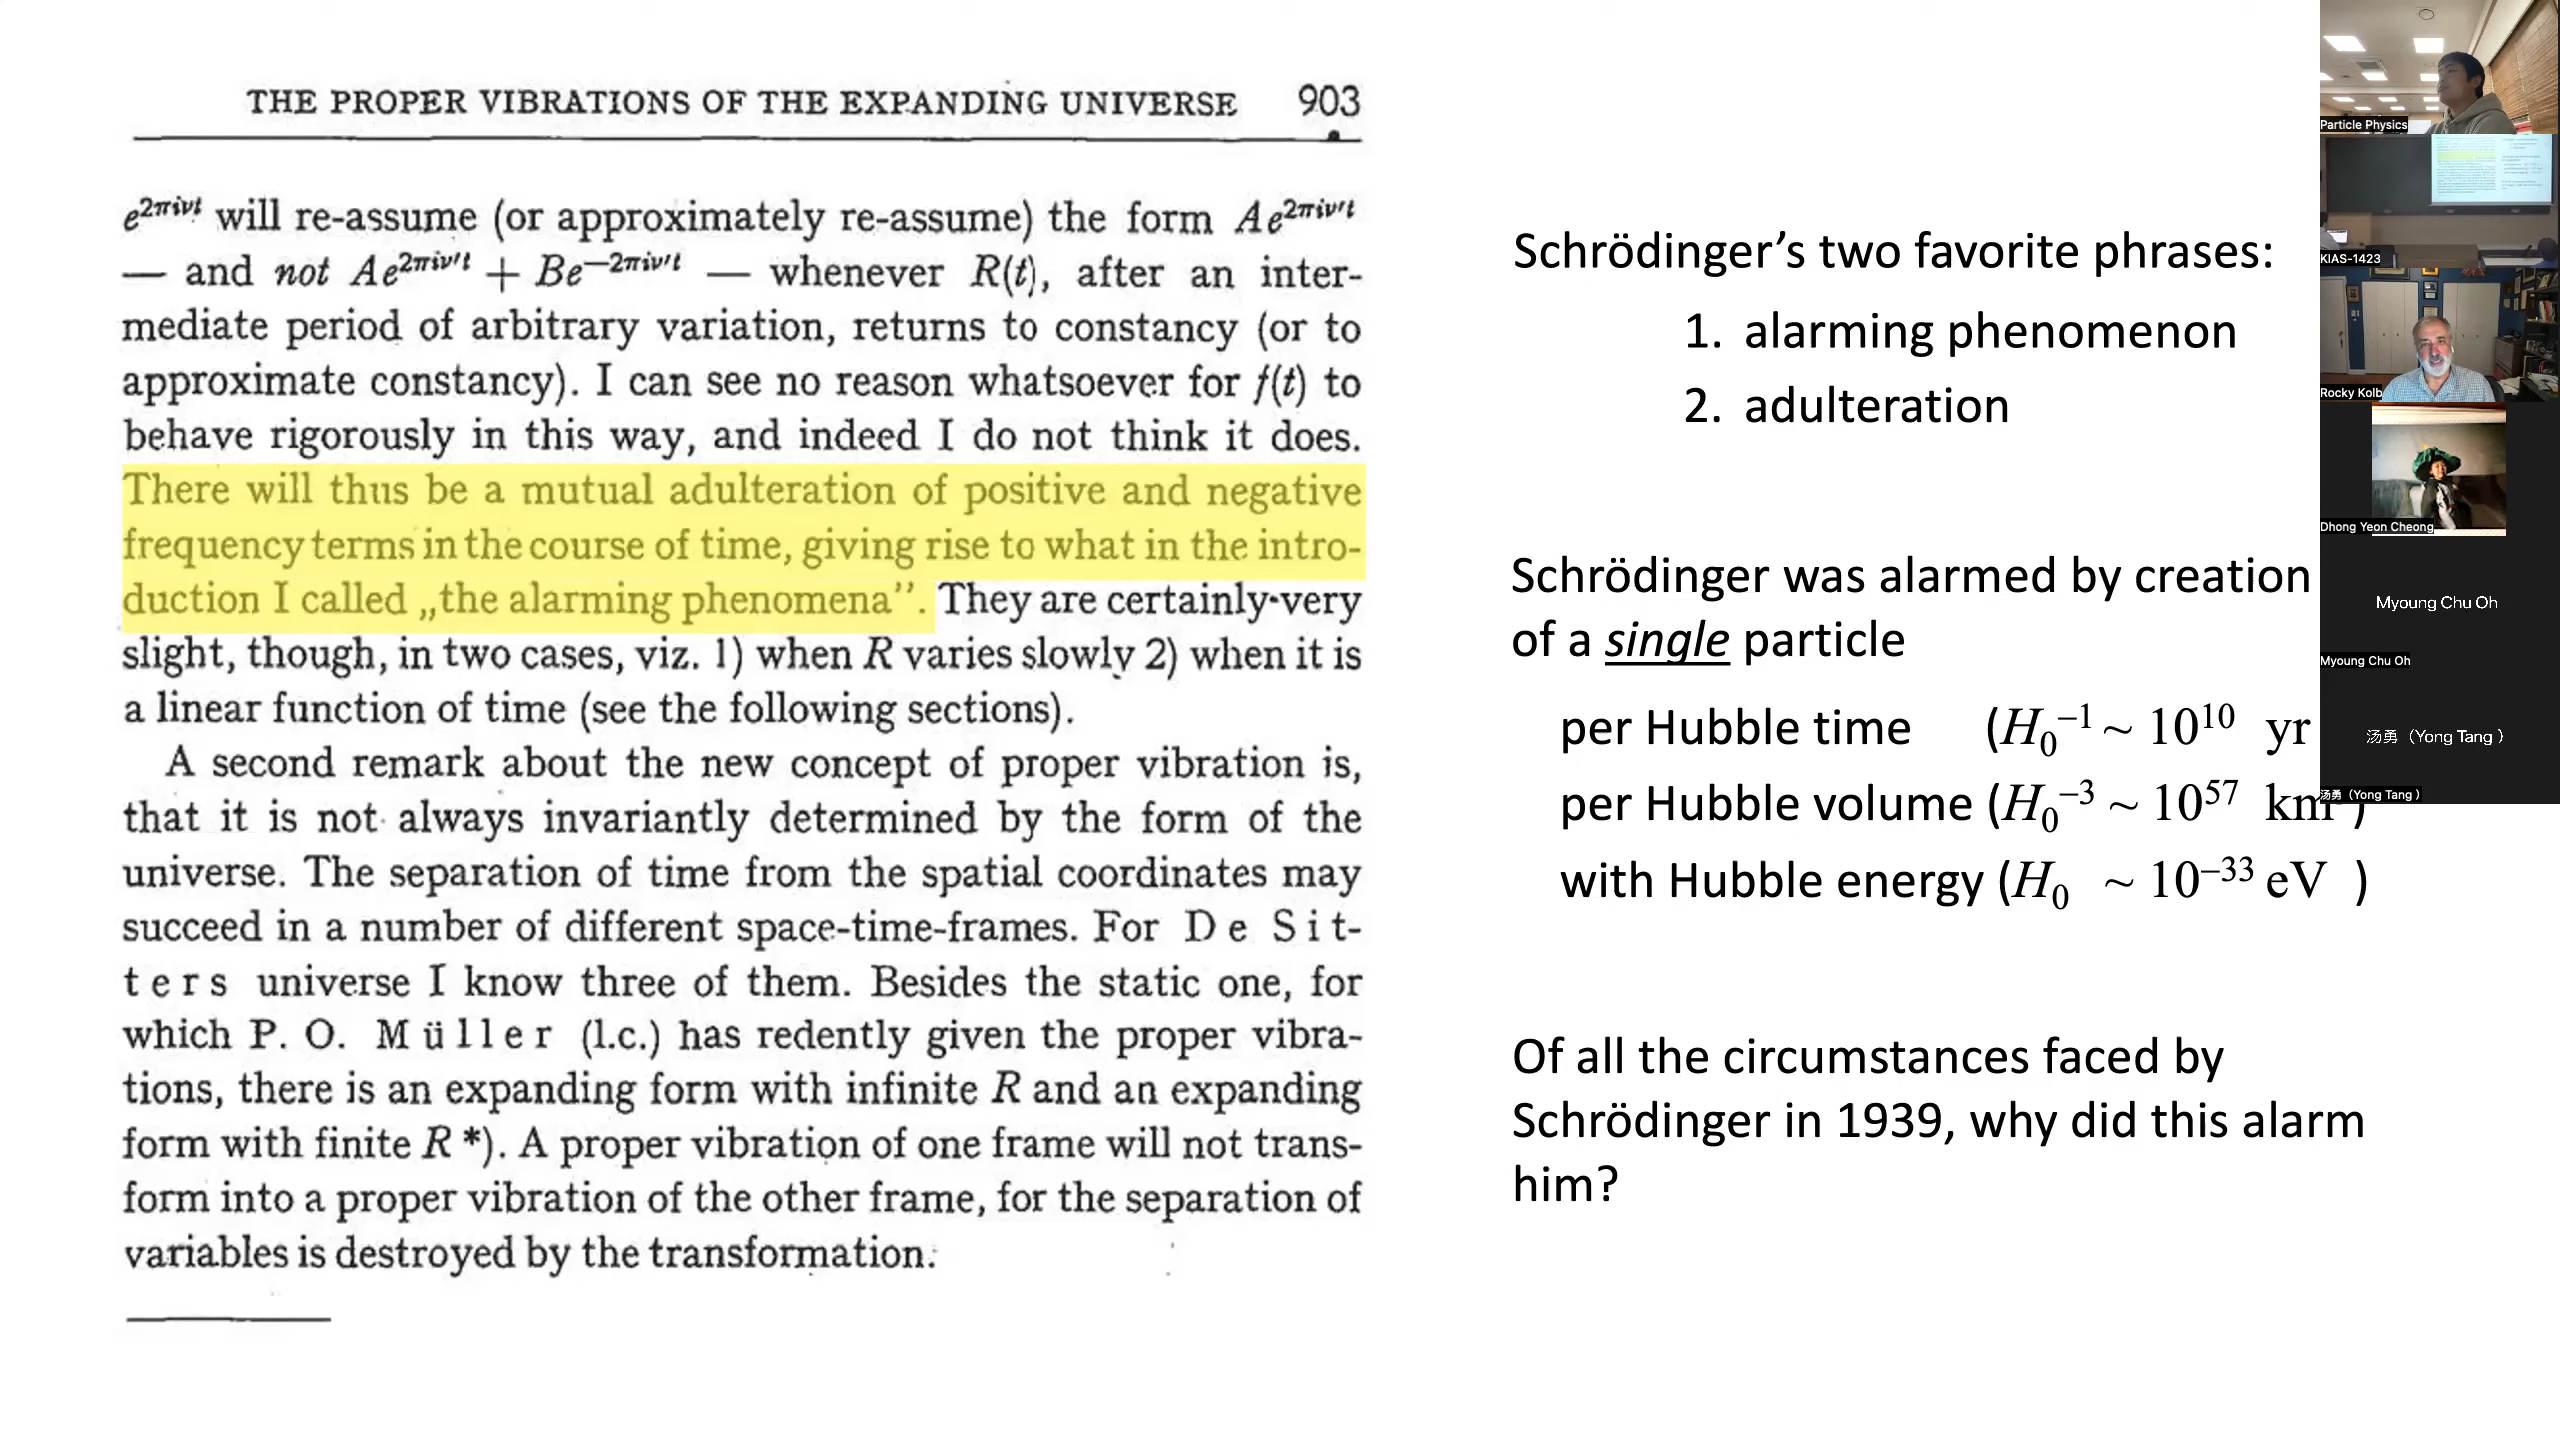 THE PROPER VIBRATIONS OF THE EXPANDING UNIVERSE 903
e^{2πiνt} will re-assume (or approximately re-assume) the form Ae^{2πiν′t}
— and not Ae^{2πiν′t} + Be^{−2πiν′t} — whenever R(t), after an inter-
mediate period of arbitrary variation, returns to constancy (or to
approximate constancy). I can see no reason whatsoever for f(t) to
behave rigorously in this way, and indeed I do not think it does.
There will thus be a mutual adulteration of positive and negative
frequency terms in the course of time, giving rise to what in the intro-
duction I called „the alarming phenomena”. They are certainly very
slight, though, in two cases, viz. 1) when R varies slowly 2) when it is
a linear function of time (see the following sections).
A second remark about the new concept of proper vibration is,
that it is not always invariantly determined by the form of the
universe. The separation of time from the spatial coordinates may
succeed in a number of different space-time-frames. For De Sit-
ters universe I know three of them. Besides the static one, for
which P. O. Müller (l.c.) has redently given the proper vibra-
tions, there is an expanding form with infinite R and an expanding
form with finite R *). A proper vibration of one frame will not trans-
form into a proper vibration of the other frame, for the separation of
variables is destroyed by the transformation.
Schrödinger’s two favorite phrases:
1. alarming phenomenon
2. adulteration
Schrödinger was alarmed by creation
of a single particle
per Hubble time (H₀⁻¹ ~ 10¹⁰ yr
per Hubble volume (H₀⁻³ ~ 10⁵⁷ km )
with Hubble energy (H₀ ~ 10⁻³³ eV )
Of all the circumstances faced by
Schrödinger in 1939, why did this alarm
him?
Particle Physics
KIAS-1423
Rocky Kolb
Dhong Yeon Cheong
Myoung Chu Oh
Myoung Chu Oh
汤勇（Yong Tang ）
汤勇（Yong Tang ）